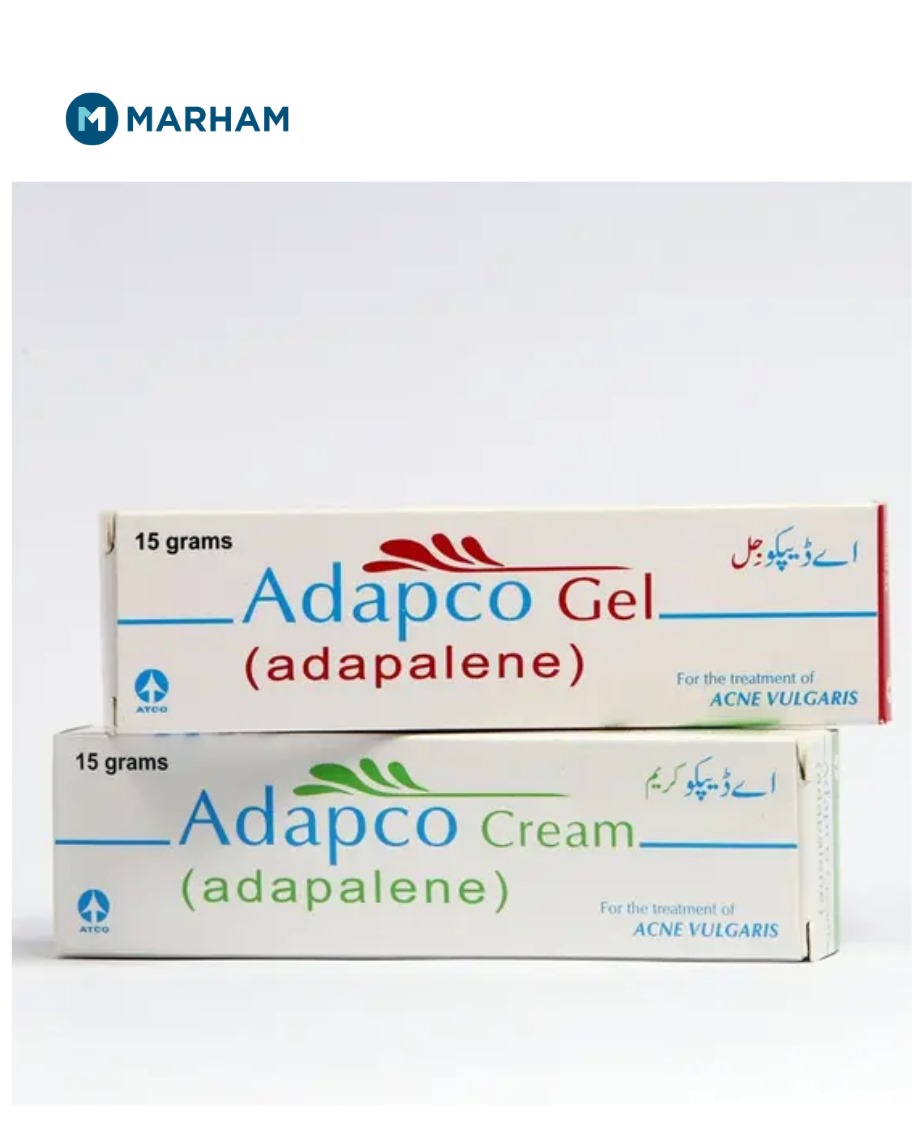 MARHAM
15 grams
اے ڈیپکو جل
Adapco Gel
(adapalene)
For the treatment of
ACNE VULGARIS
ATCO
15 grams
اے ڈیپکو کریم
Adapco Cream
(adapalene)
For the treatment of
ACNE VULGARIS
ATCO